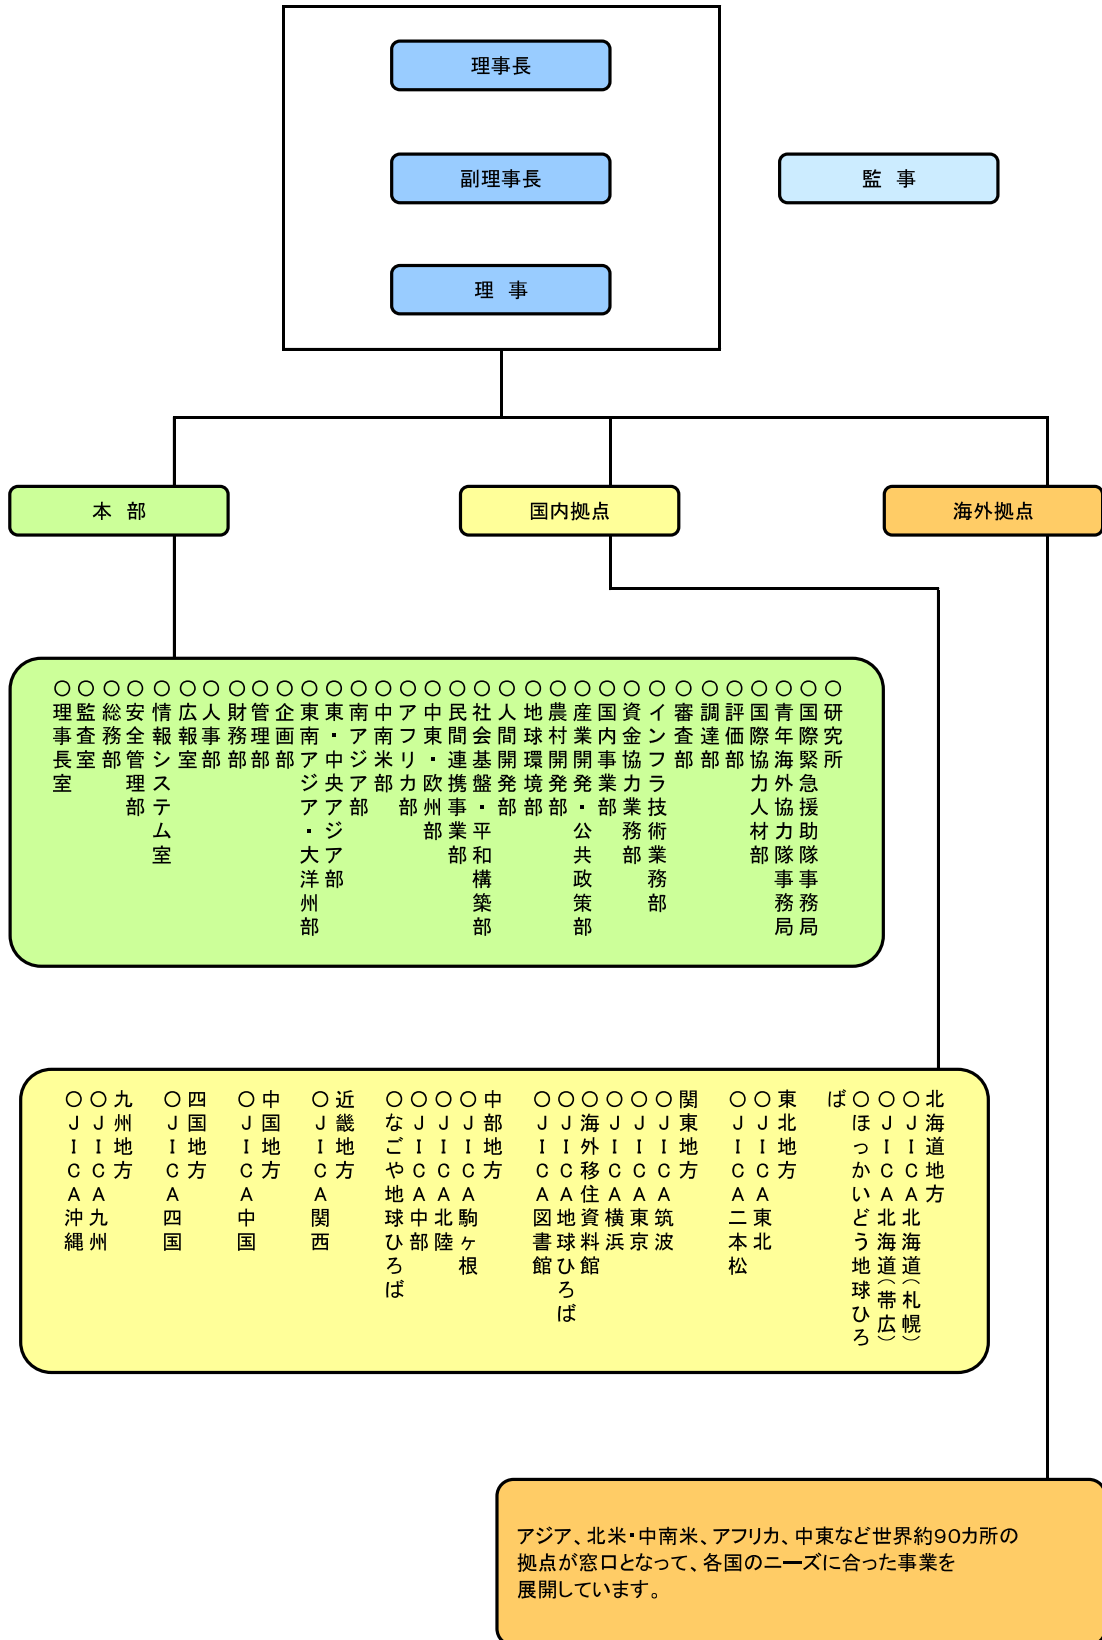 理事長
副理事長
監 事
理 事
本 部
国内拠点
海外拠点
○理事長室
○監査室
○総務部
○安全管理部
○情報システム室
○広報室
○人事部
○財務部
○管理部
○企画部
○東南アジア・大洋州部
○東・中央アジア部
○南アジア部
○中南米部
○アフリカ部
○中東・欧州部
○民間連携事業部
○社会基盤・平和構築部
○人間開発部
○地球環境部
○農村開発部
○産業開発・公共政策部
○国内事業部
○資金協力業務部
○インフラ技術業務部
○審査部
○調達部
○評価部
○国際協力人材部
○青年海外協力隊事務局
○国際緊急援助隊事務局
○研究所
北海道地方
○ＪＩＣＡ北海道（札幌）
○ＪＩＣＡ北海道（帯広）
○ほっかいどう地球ひろ
ば
東北地方
○ＪＩＣＡ東北
○ＪＩＣＡ二本松
関東地方
○ＪＩＣＡ筑波
○ＪＩＣＡ東京
○ＪＩＣＡ横浜
○海外移住資料館
○ＪＩＣＡ地球ひろば
○ＪＩＣＡ図書館
中部地方
○ＪＩＣＡ駒ヶ根
○ＪＩＣＡ北陸
○ＪＩＣＡ中部
○なごや地球ひろば
近畿地方
○ＪＩＣＡ関西
中国地方
○ＪＩＣＡ中国
四国地方
○ＪＩＣＡ四国
九州地方
○ＪＩＣＡ九州
○ＪＩＣＡ沖縄
アジア、北米・中南米、アフリカ、中東など世界約90カ所の
拠点が窓口となって、各国のニーズに合った事業を
展開しています。